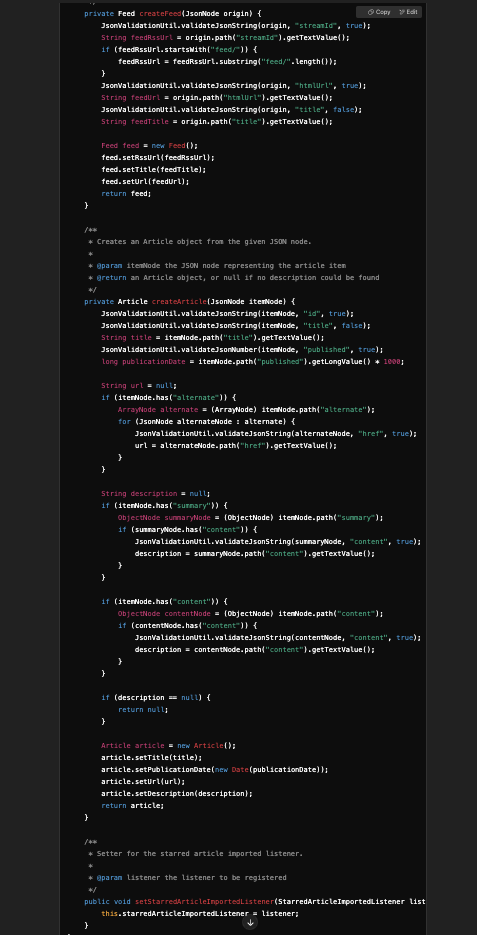 Copy Edit
private Feed createFeed(JsonNode origin) {
JsonValidationUtil.validateJsonString(origin, "streamId", true);
String feedRssUrl = origin.path("streamId").getTextValue();
if (feedRssUrl.startsWith("feed/")) {
feedRssUrl = feedRssUrl.substring("feed/".length());
}
JsonValidationUtil.validateJsonString(origin, "htmlUrl", true);
String feedUrl = origin.path("htmlUrl").getTextValue();
JsonValidationUtil.validateJsonString(origin, "title", false);
String feedTitle = origin.path("title").getTextValue();
Feed feed = new Feed();
feed.setRssUrl(feedRssUrl);
feed.setTitle(feedTitle);
feed.setUrl(feedUrl);
return feed;
}
/**
* Creates an Article object from the given JSON node.
*
* @param itemNode the JSON node representing the article item
* @return an Article object, or null if no description could be found
*/
private Article createArticle(JsonNode itemNode) {
JsonValidationUtil.validateJsonString(itemNode, "id", true);
JsonValidationUtil.validateJsonString(itemNode, "title", false);
String title = itemNode.path("title").getTextValue();
JsonValidationUtil.validateJsonNumber(itemNode, "published", true);
long publicationDate = itemNode.path("published").getLongValue() * 1000;
String url = null;
if (itemNode.has("alternate")) {
ArrayNode alternate = (ArrayNode) itemNode.path("alternate");
for (JsonNode alternateNode : alternate) {
JsonValidationUtil.validateJsonString(alternateNode, "href", true);
url = alternateNode.path("href").getTextValue();
}
}
String description = null;
if (itemNode.has("summary")) {
ObjectNode summaryNode = (ObjectNode) itemNode.path("summary");
if (summaryNode.has("content")) {
JsonValidationUtil.validateJsonString(summaryNode, "content", true);
description = summaryNode.path("content").getTextValue();
}
}
if (itemNode.has("content")) {
ObjectNode contentNode = (ObjectNode) itemNode.path("content");
if (contentNode.has("content")) {
JsonValidationUtil.validateJsonString(contentNode, "content", true);
description = contentNode.path("content").getTextValue();
}
}
if (description == null) {
return null;
}
Article article = new Article();
article.setTitle(title);
article.setPublicationDate(new Date(publicationDate));
article.setUrl(url);
article.setDescription(description);
return article;
}
/**
* Setter for the starred article imported listener.
*
* @param listener the listener to be registered
*/
public void setStarredArticleImportedListener(StarredArticleImportedListener list
this.starredArticleImportedListener = listener;
}